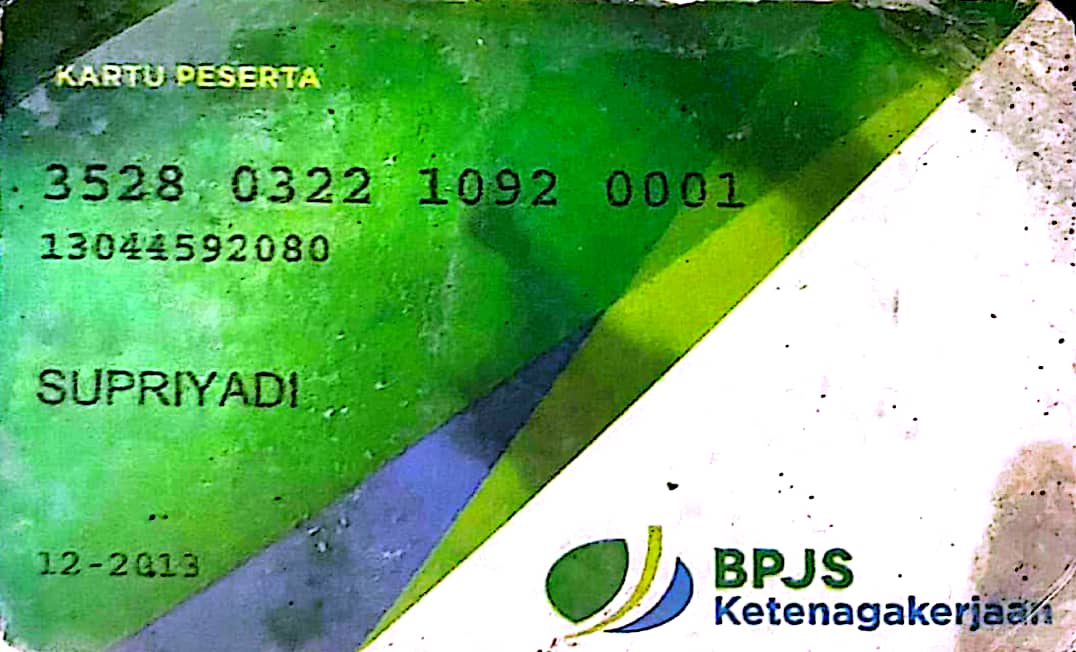 KARTU PESERTA
3528 0322 1092 0001
13044592080
SUPRIYADI
12-2013
BPJS
Ketenagakerjaan